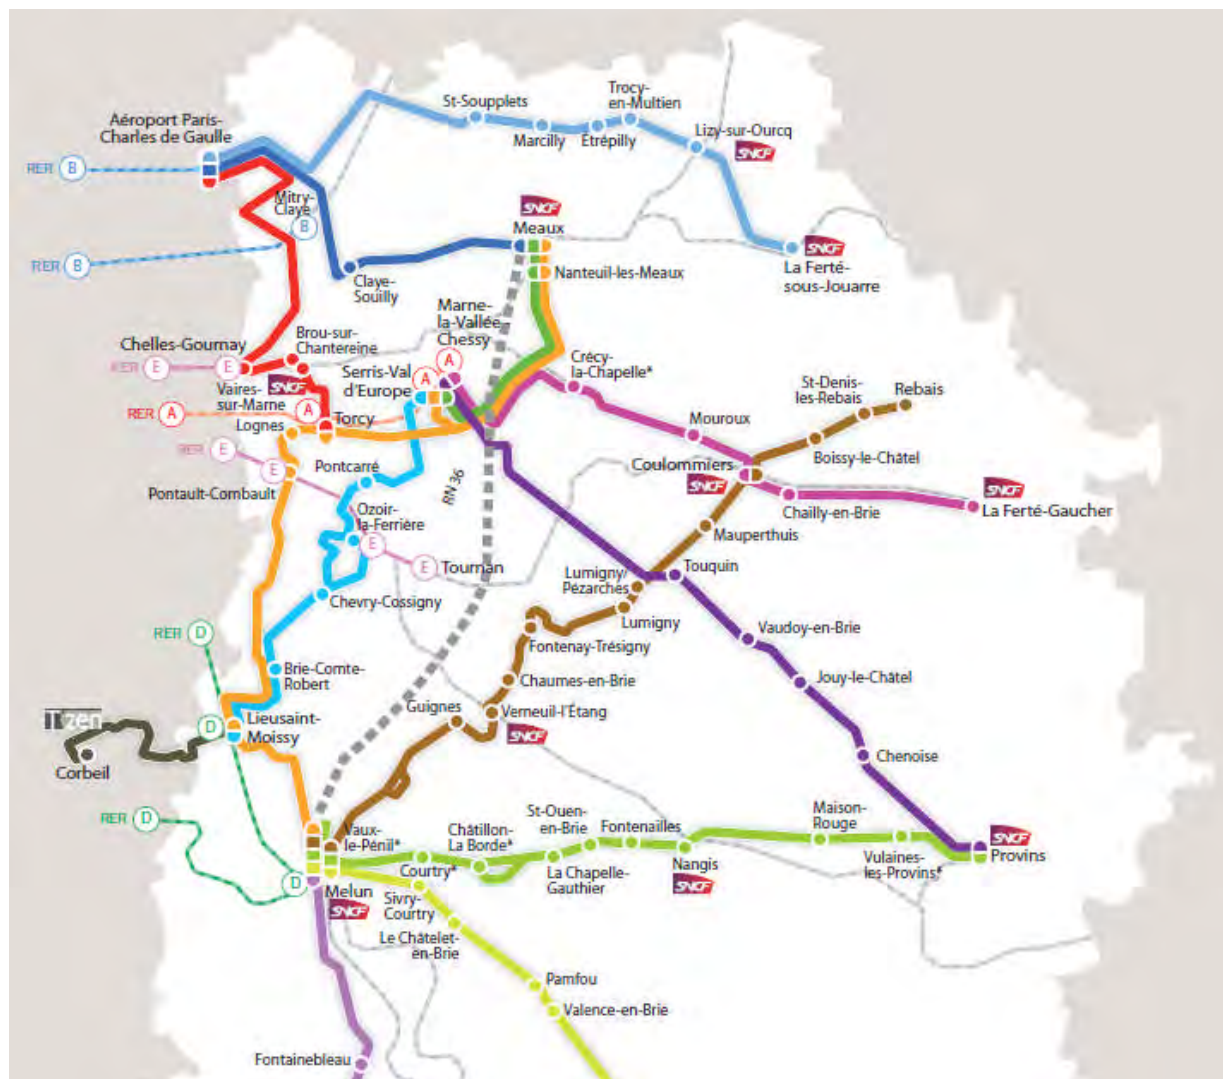 Trocy-
en-Multien
St-Soupplets
Aéroport Paris-
Charles de Gaulle
Marcilly
Etrépilly
Lizy-sur-Ourcq
SNCF
RER B
Mitry-
Claye
B
SNCF
Meaux
RER B
SNCF
La Ferté-
sous-Jouarre
Claye-
Souilly
Nanteuil-les-Meaux
Marne-
la-Vallée-
Chessy
Chelles-Gournay
Brou-sur-
Chantereine
RER E
E
SNCF
Vaires-
sur-Marne
Serris-Val
d'Europe
A
A
Crécy-
la-Chapelle*
St-Denis-
les-Rebais
Rebais
RER A
A
Torcy
Lognes
Mouroux
Boissy-le-Châtel
RER E
E
Pontault-Combault
Pontcarré
RN 36
Coulommiers
SNCF
SNCF
La Ferté-Gaucher
Chailly-en-Brie
Ozoir-
la-Ferrière
E
E
Tournan
Mauperthuis
Lumigny/
Pézarches
Touquin
Chevry-Cossigny
Lumigny
RER D
Fontenay-Trésigny
Vaudoy-en-Brie
Brie-Comte-
Robert
Chaumes-en-Brie
Jouy-le-Châtel
Tzen
D
Lieusaint-
Moissy
Guignes
Verneuil-l'Étang
SNCF
Corbeil
Chenoise
RER D
Vaux-
le-Pénil*
Châtillon-
La Borde*
St-Ouen-
en-Brie
Fontenailles
Maison-
Rouge
SNCF
Provins
D
Melun
SNCF
Courtry*
La Chapelle-
Gauthier
Nangis
SNCF
Vulaines-
les-Provins*
Sivry-
Courtry
Le Châtelet-
en-Brie
Pamfou
Valence-en-Brie
Fontainebleau